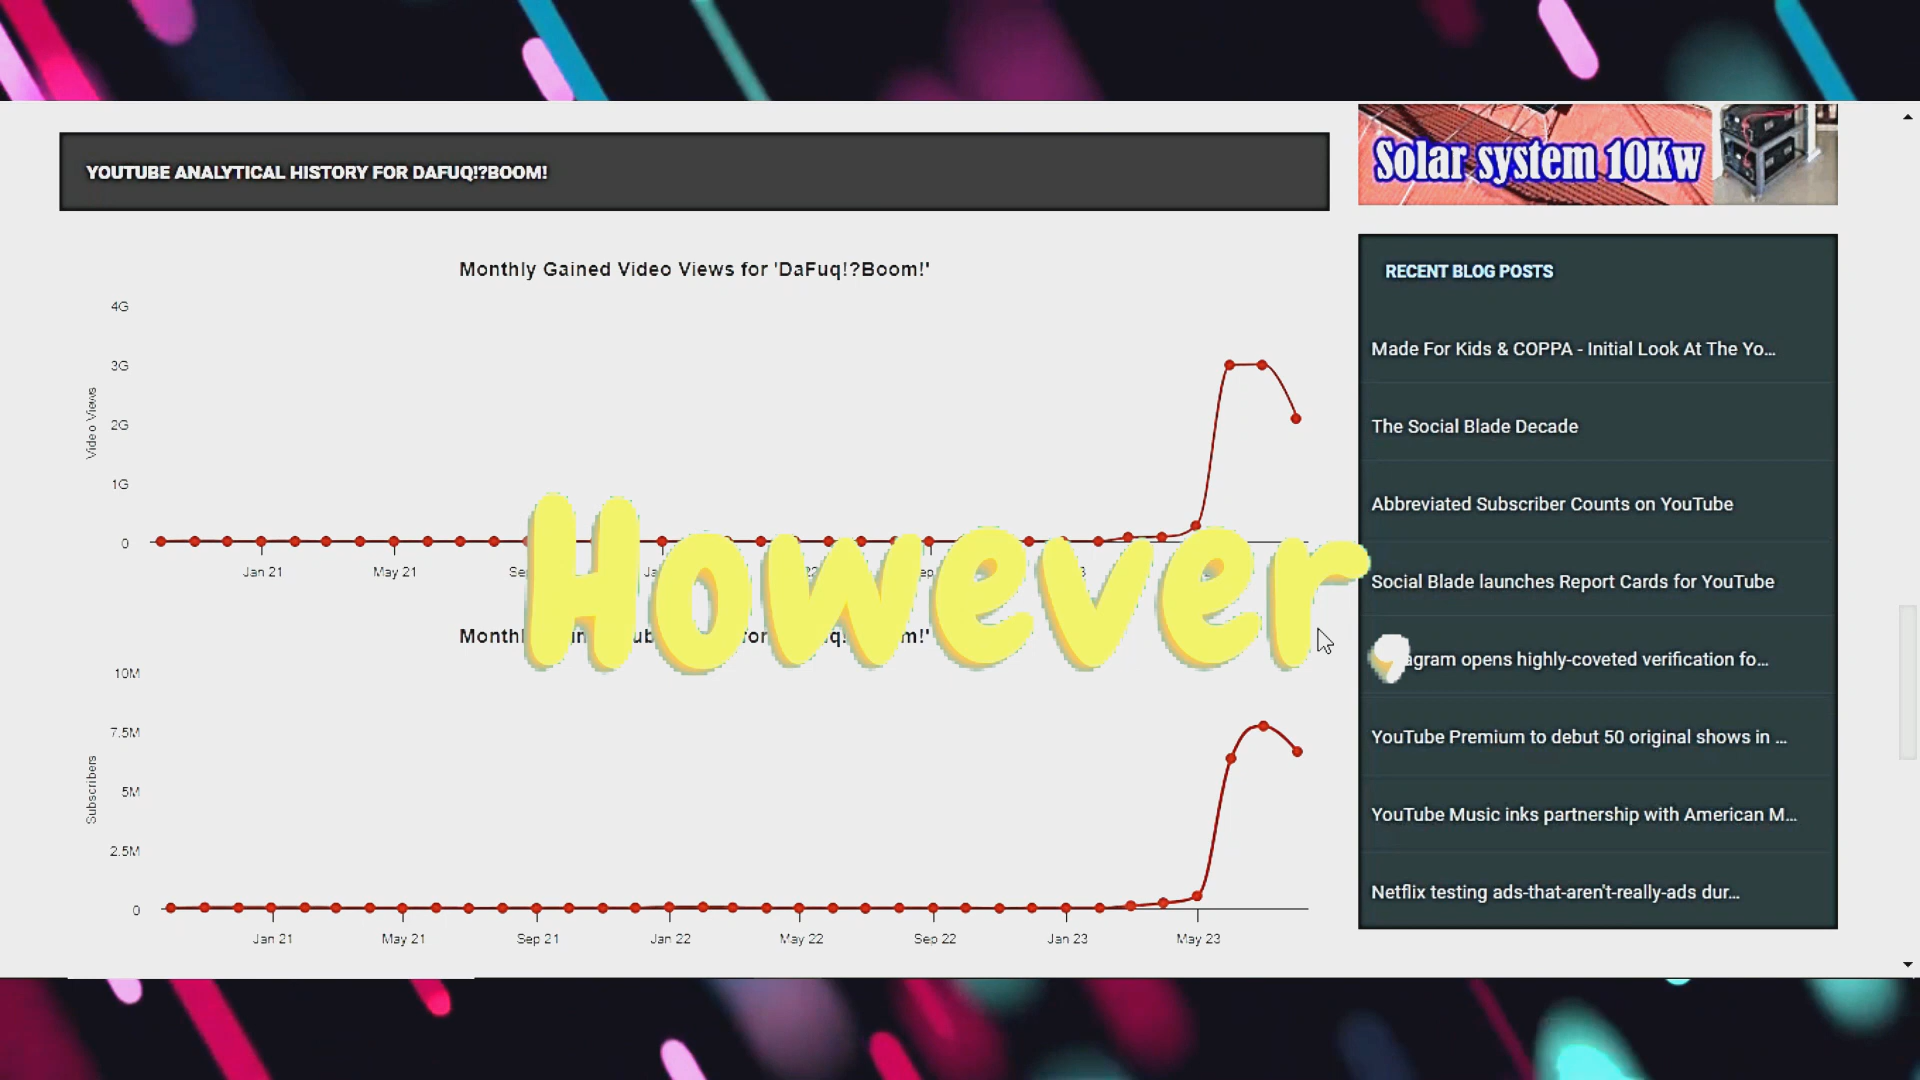 Solar system 10Kw
YOUTUBE ANALYTICAL HISTORY FOR DAFUQ!?BOOM!
Monthly Gained Video Views for 'DaFuq!?Boom!'
4G
3G
2G
1G
0
Video Views
Jan 21
May 21
However,
10M
7.5M
5M
2.5M
0
Subscribers
Jan 21
May 21
Sep 21
Jan 22
May 22
Sep 22
Jan 23
May 23
RECENT BLOG POSTS
Made For Kids & COPPA - Initial Look At The Yo...
The Social Blade Decade
Abbreviated Subscriber Counts on YouTube
Social Blade launches Report Cards for YouTube
opens highly-coveted verification fo...
YouTube Premium to debut 50 original shows in ...
YouTube Music inks partnership with American M...
Netflix testing ads-that-aren't-really-ads dur...